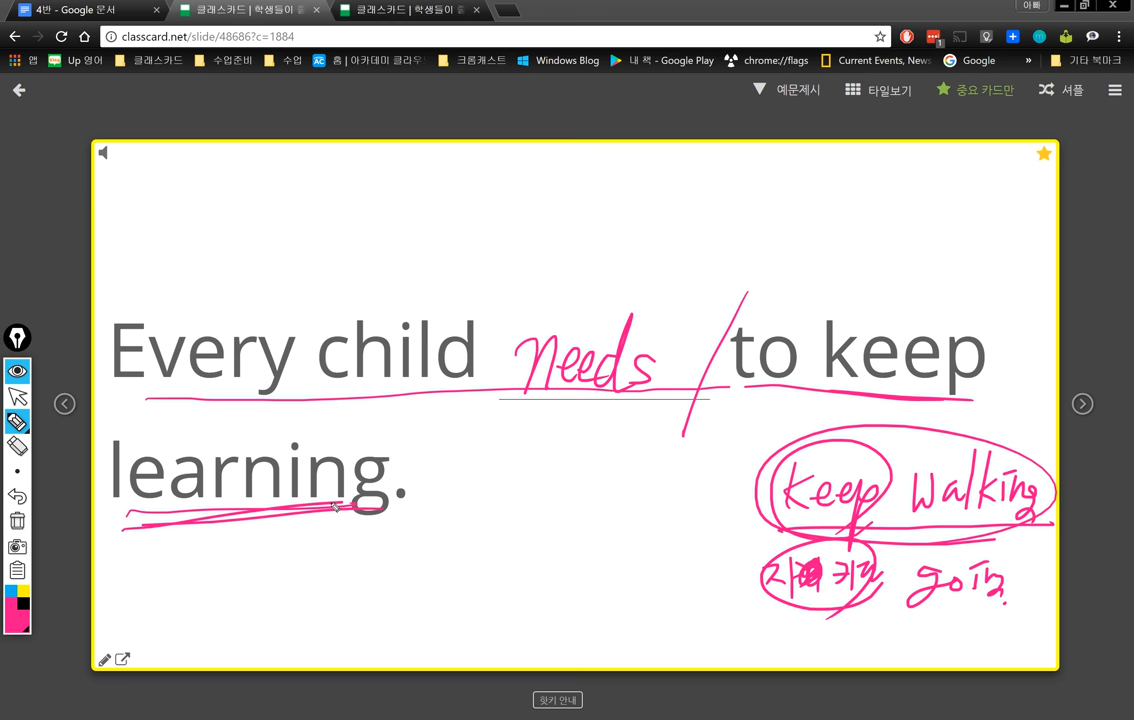 4반 - Google 문서
클래스카드 | 학생들이 클
클래스카드 | 학생들이 클
아빠
classcard.net/slide/48686?c=1884
앱 Up 영어 클래스카드 수업준비 수업 홈 | 아카데미 클라우 크롬캐스트 Windows Blog 내 책 - Google Play chrome://flags Current Events, News Google » 기타 북마크
예문제시 타일보기 중요 카드만 셔플
Every child needs / to keep
learning.
keep walking
going.
핫키 안내